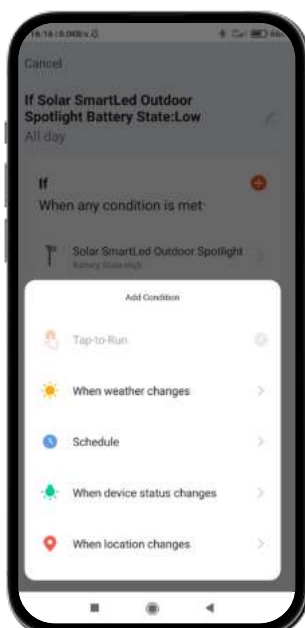 Cancel
If Solar SmartLed Outdoor
Spotlight Battery State:Low
All day
If
When any condition is met
Solar SmartLed Outdoor Spotlight
Add Condition
Tap-to-Run
When weather changes
Schedule
When device status changes
When location changes